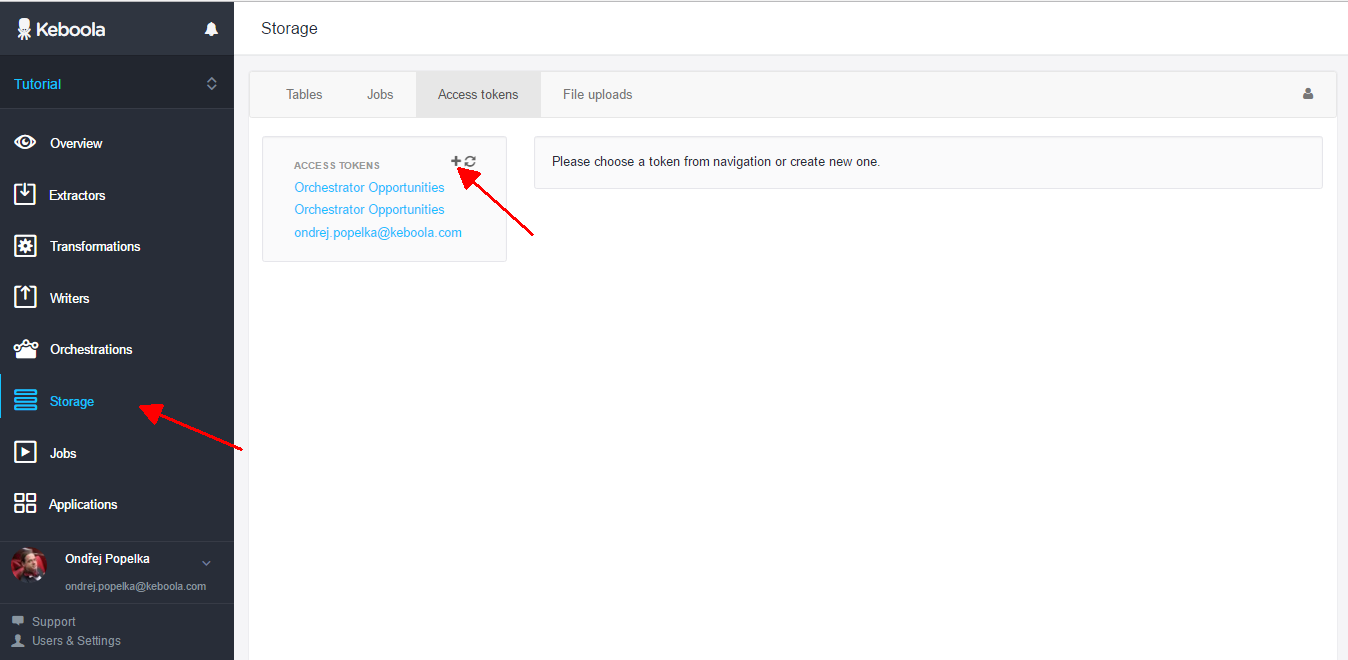 Keboola
Storage
Tutorial
Tables Jobs Access tokens File uploads
Overview
Extractors
Transformations
Writers
Orchestrations
Storage
Jobs
Applications
ACCESS TOKENS
Orchestrator Opportunities
Orchestrator Opportunities
ondrej.popelka@keboola.com
Please choose a token from navigation or create new one.
Ondřej Popelka
ondrej.popelka@keboola.com
Support
Users & Settings